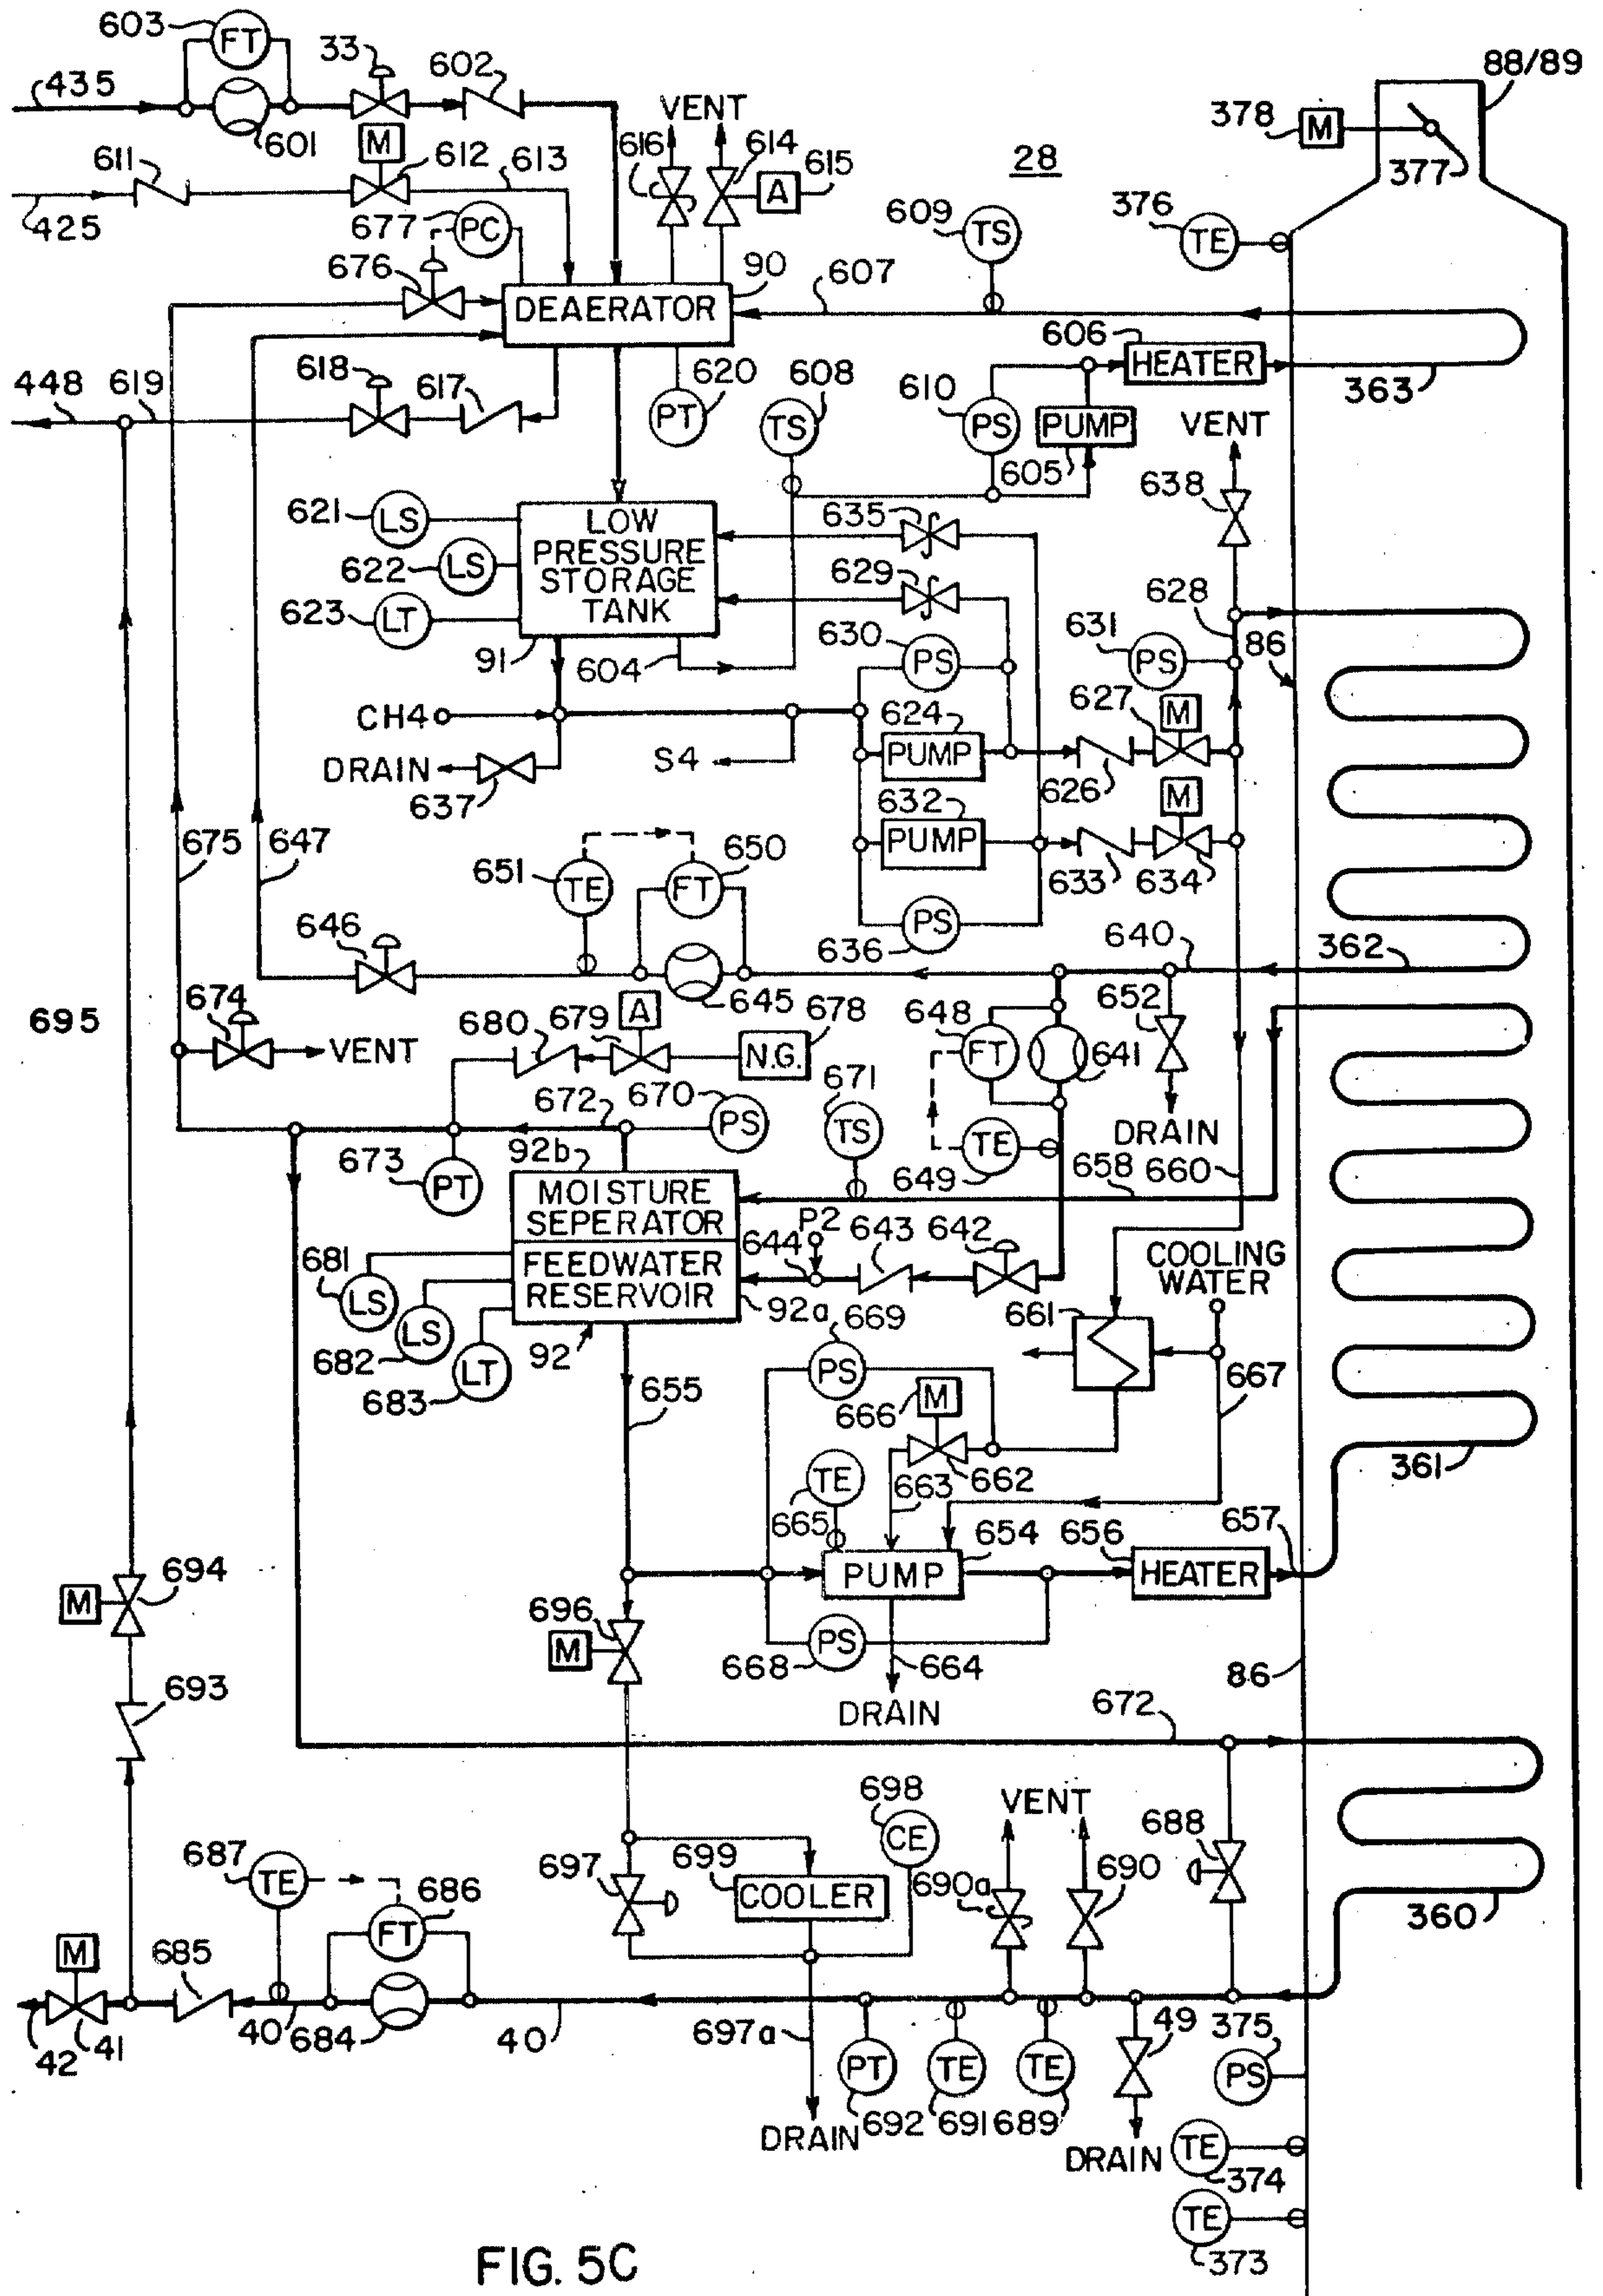 603
FT
33
602
435
601
M
611
612
613
425
VENT
616
614
A
615
28
88/89
378
M
377
677
PC
676
90
609
TS
376
TE
607
DEAERATOR
606
HEATER
363
448
619
618
617
620
PT
608
TS
610
PS
PUMP
605
VENT
638
621
LS
622
LS
623
LT
LOW
PRESSURE
STORAGE
TANK
91
604
635
629
630
PS
628
631
PS
86
CH4
624
PUMP
627
M
626
DRAIN
637
S4
632
PUMP
M
633
634
675
647
651
TE
650
FT
PS
636
640
362
646
645
652
695
674
VENT
680
679
A
678
N.G.
648
FT
641
DRAIN
672
670
PS
671
TS
TE
649
658
660
673
PT
92b
MOISTURE
SEPERATOR
P2
644
643
642
COOLING
WATER
FEEDWATER
RESERVOIR
681
LS
682
LS
683
LT
92
92a
669
661
PS
667
655
666
M
361
TE
665
663
662
654
656
657
PUMP
HEATER
694
M
696
M
PS
668
664
DRAIN
86
693
672
698
CE
VENT
688
687
TE
697
699
COOLER
690a
690
360
686
FT
M
685
42
41
40
684
40
697a
PT
692
TE
691
TE
689
49
375
PS
DRAIN
DRAIN
TE
374
TE
373
FIG. 5C